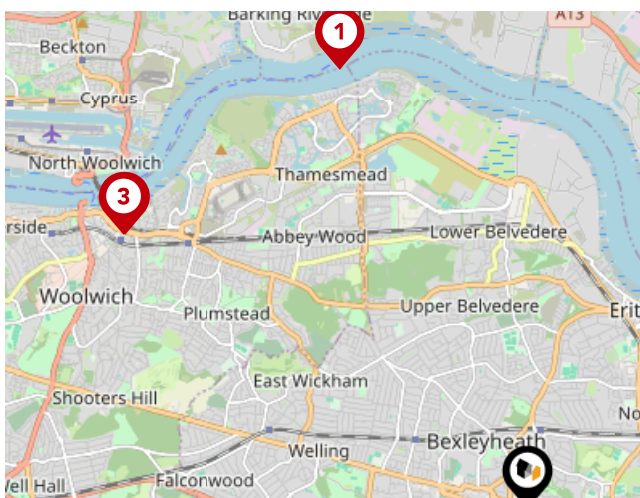 Barking Riverside
A13
1
Beckton
Cyprus
North Woolwich
Thamesmead
3
rside
Abbey Wood
Lower Belvedere
Woolwich
Plumstead
Upper Belvedere
Erit
East Wickham
Shooters Hill
No
Bexleyheath
Welling
Well Hall
Falconwood